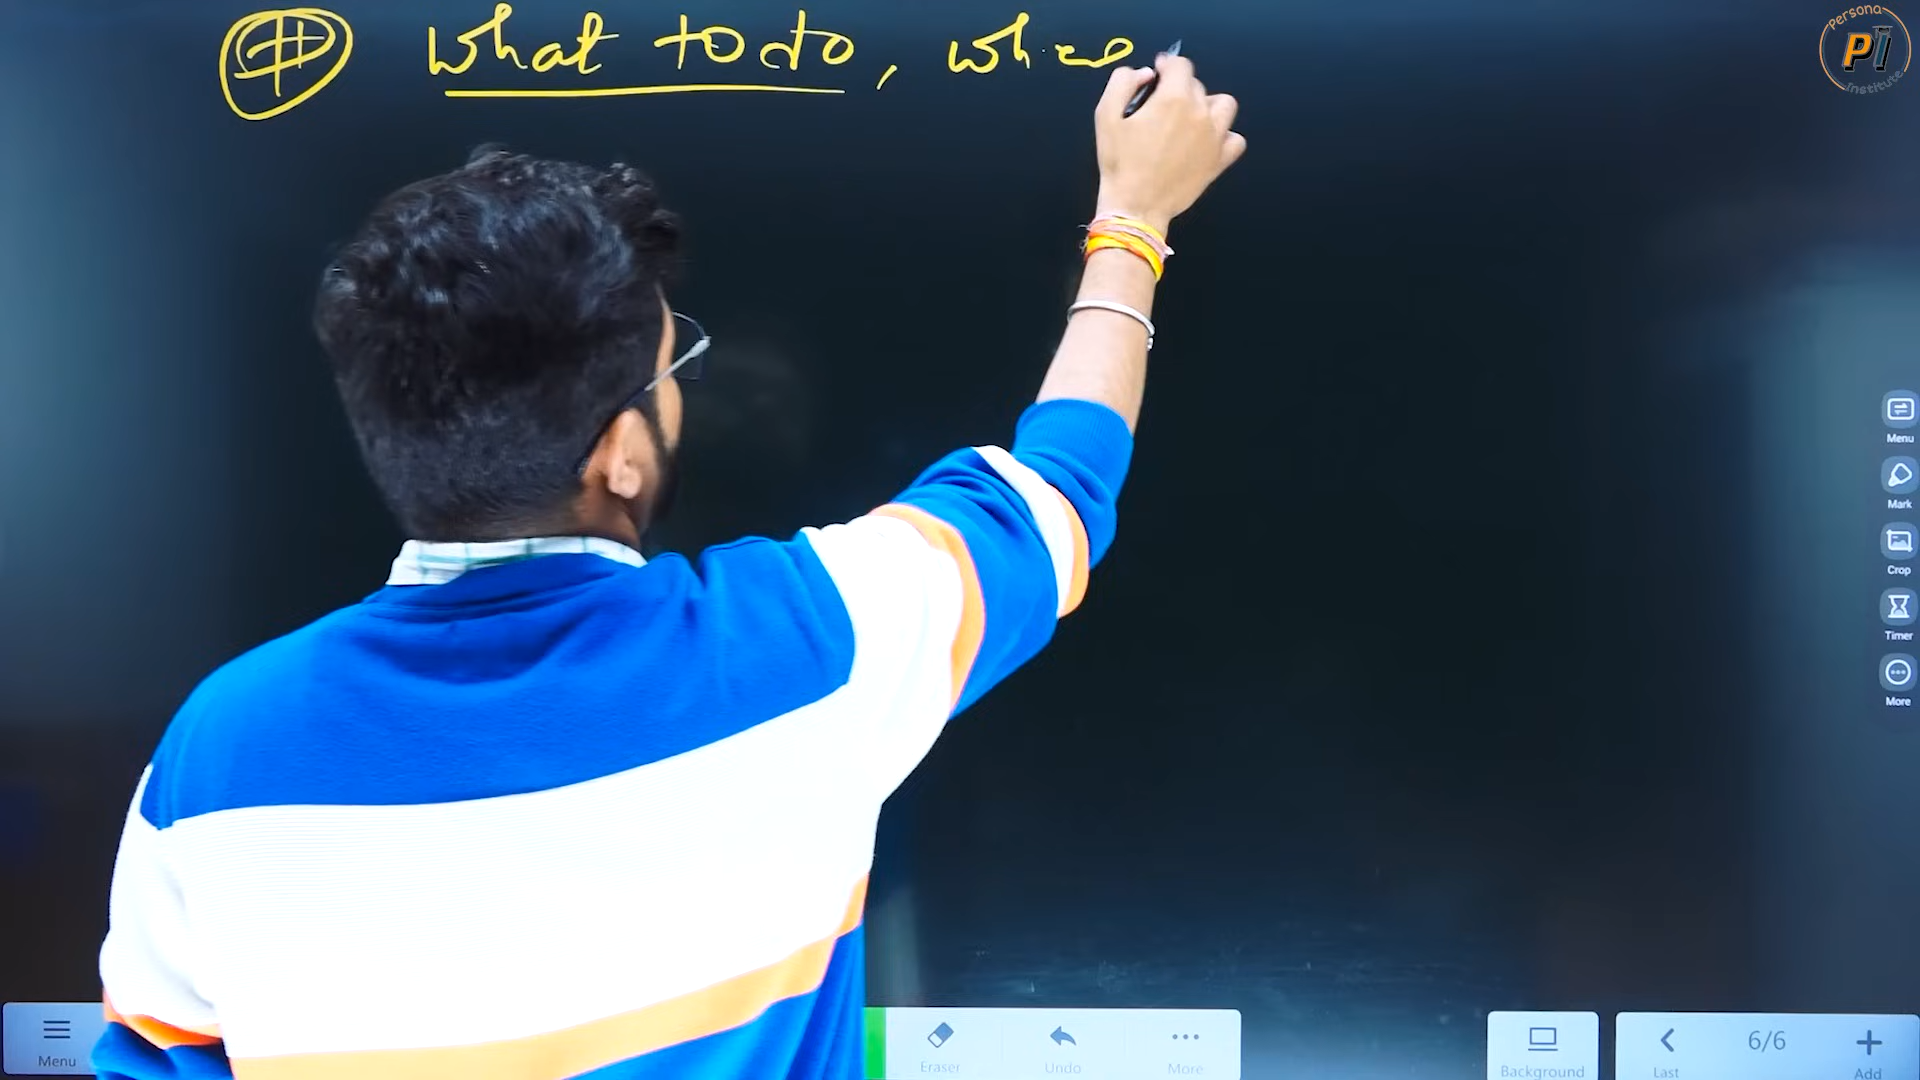 # What to do,
Persona
PI
Institute
Menu
Mark
Crop
Timer
More
Menu
Eraser
Undo
More
Background
Last
6/6
Add